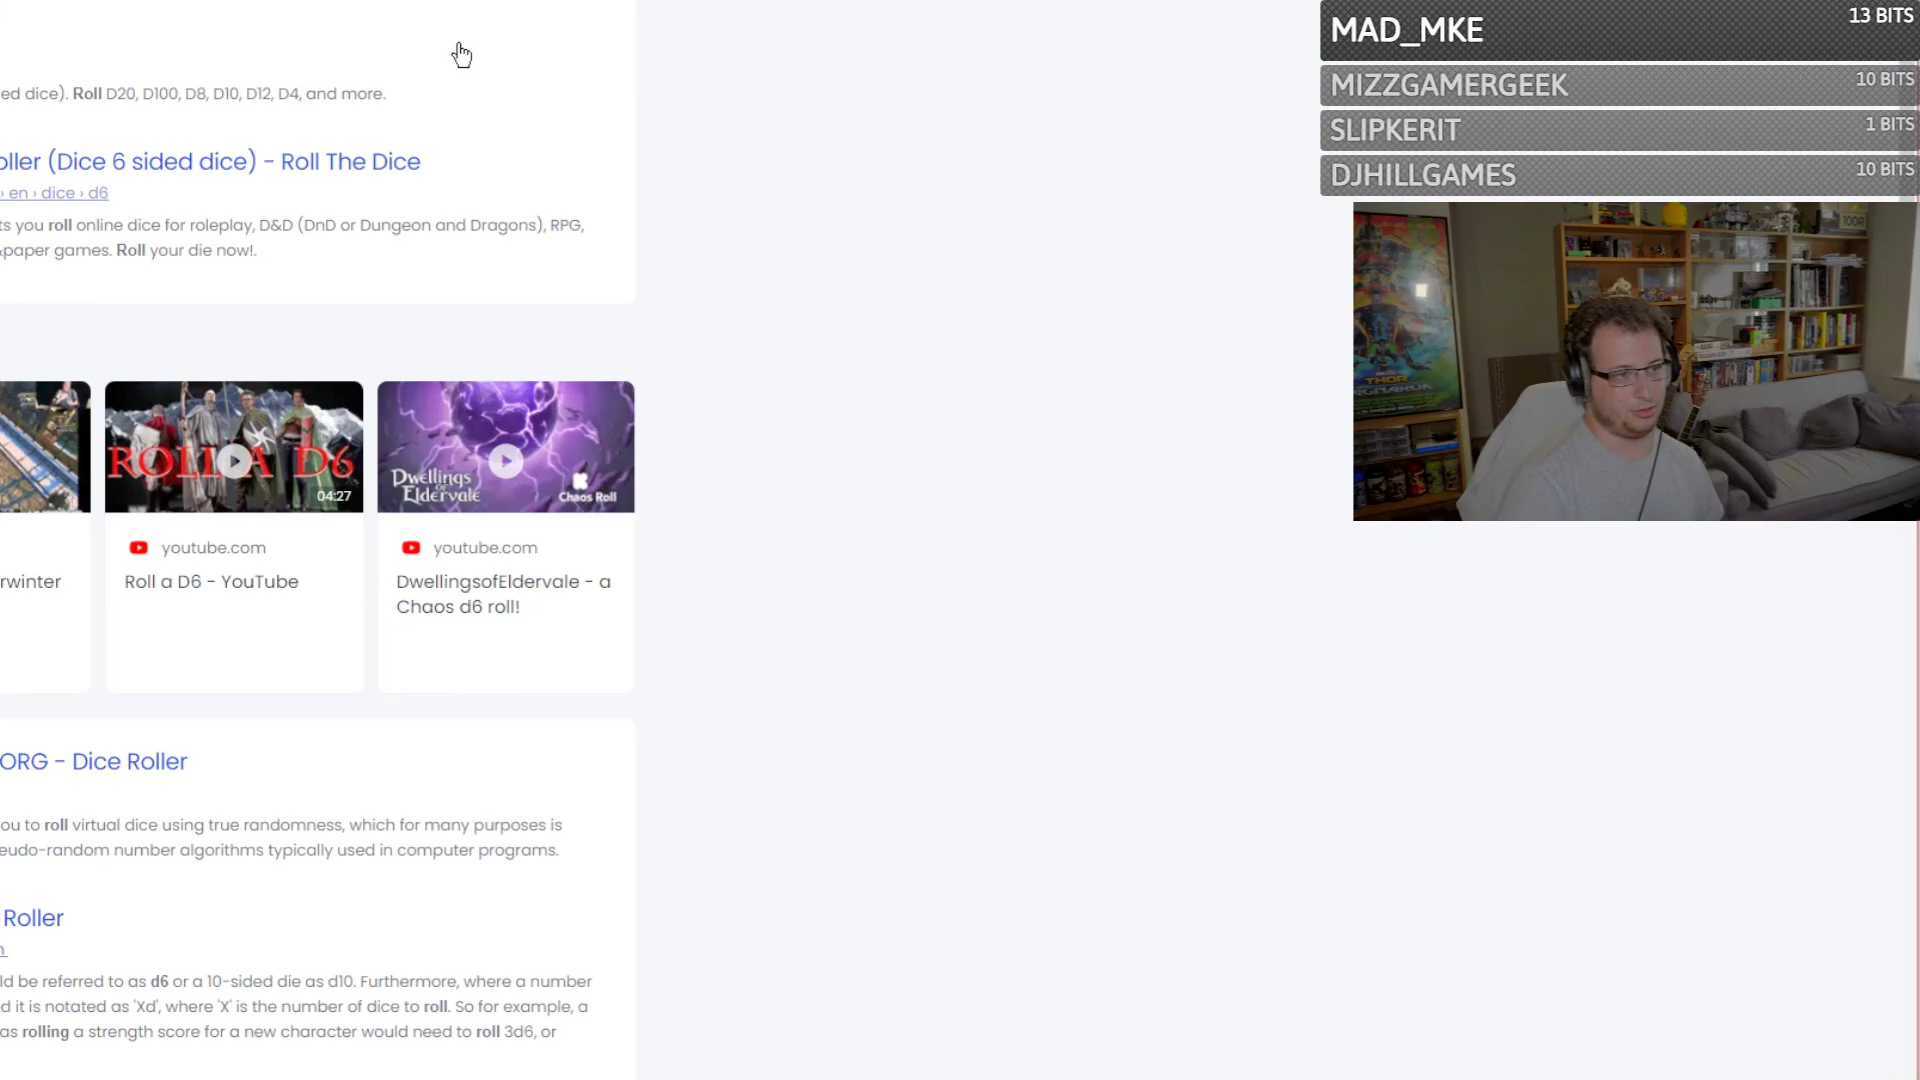 ed dice). Roll D20, D100, D8, D10, D12, D4, and more.
oller (Dice 6 sided dice) - Roll The Dice
› en › dice › d6
ts you roll online dice for roleplay, D&D (DnD or Dungeon and Dragons), RPG,
&paper games. Roll your die now!.
ROLL A D6
04:27
Dwellings of Eldervale
Chaos Roll
rwinter
youtube.com
Roll a D6 - YouTube
youtube.com
DwellingsofEldervale - a
Chaos d6 roll!
ORG - Dice Roller
ou to roll virtual dice using true randomness, which for many purposes is
eudo-random number algorithms typically used in computer programs.
Roller
ld be referred to as d6 or a 10-sided die as d10. Furthermore, where a number
d it is notated as 'Xd', where 'X' is the number of dice to roll. So for example, a
as rolling a strength score for a new character would need to roll 3d6, or
MAD_MKE
13 BITS
MIZZGAMERGEEK
10 BITS
SLIPKERIT
1 BITS
DJHILLGAMES
10 BITS
THOR